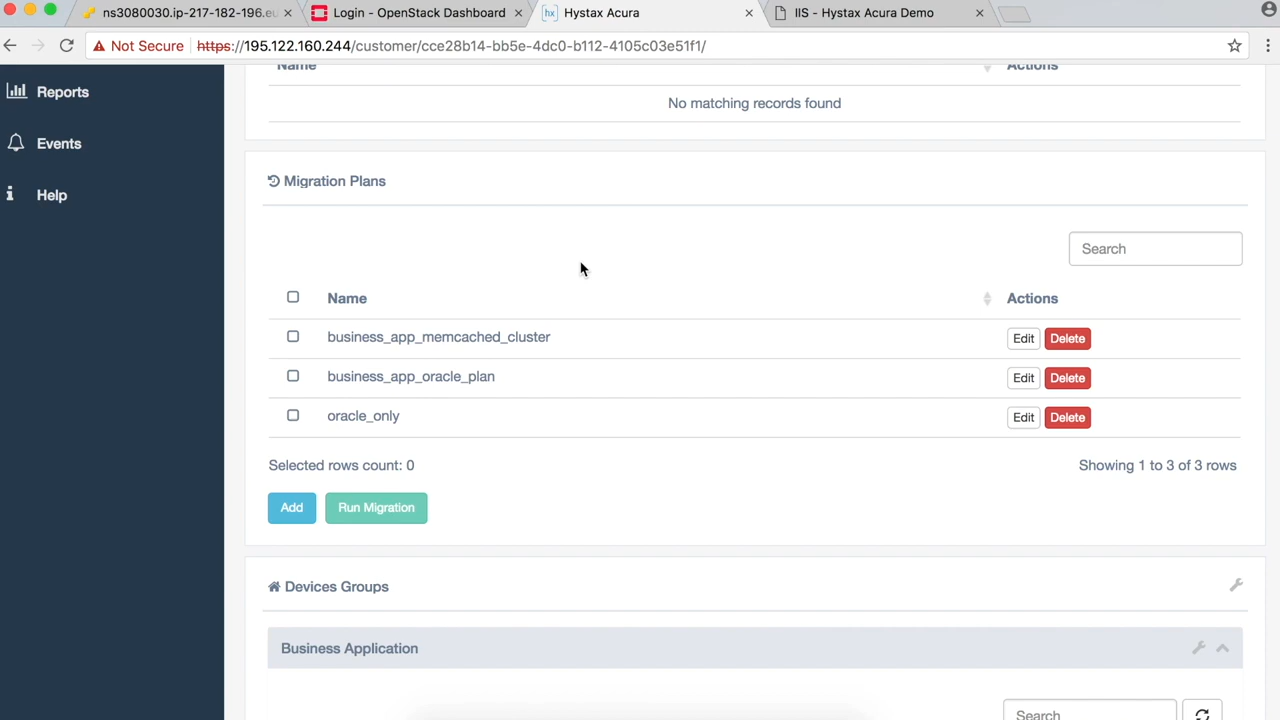 ns3080030.ip-217-182-196.eu
Login - OpenStack Dashboard
hx Hystax Acura
IIS - Hystax Acura Demo
Not Secure https://195.122.160.244/customer/cce28b14-bb5e-4dc0-b112-4105c03e51f1/
Reports
Events
Help
Name Actions
No matching records found
Migration Plans
Search
Name Actions
business_app_memcached_cluster Edit Delete
business_app_oracle_plan Edit Delete
oracle_only Edit Delete
Selected rows count: 0 Showing 1 to 3 of 3 rows
Add Run Migration
Devices Groups
Business Application
Search